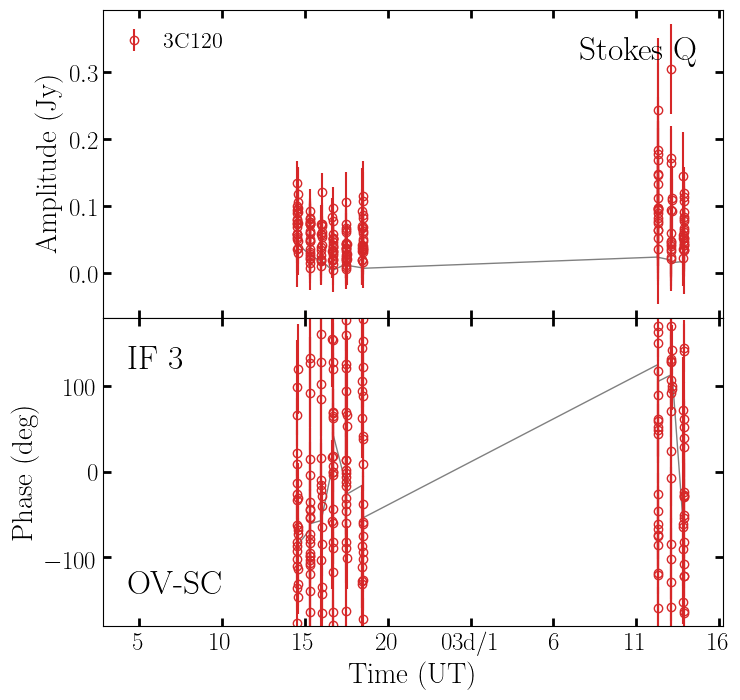 3C120
Stokes Q
Amplitude (Jy)
0.3
0.2
0.1
0.0
IF 3
Phase (deg)
100
0
−100
OV-SC
5 10 15 20 03d/1 6 11 16
Time (UT)